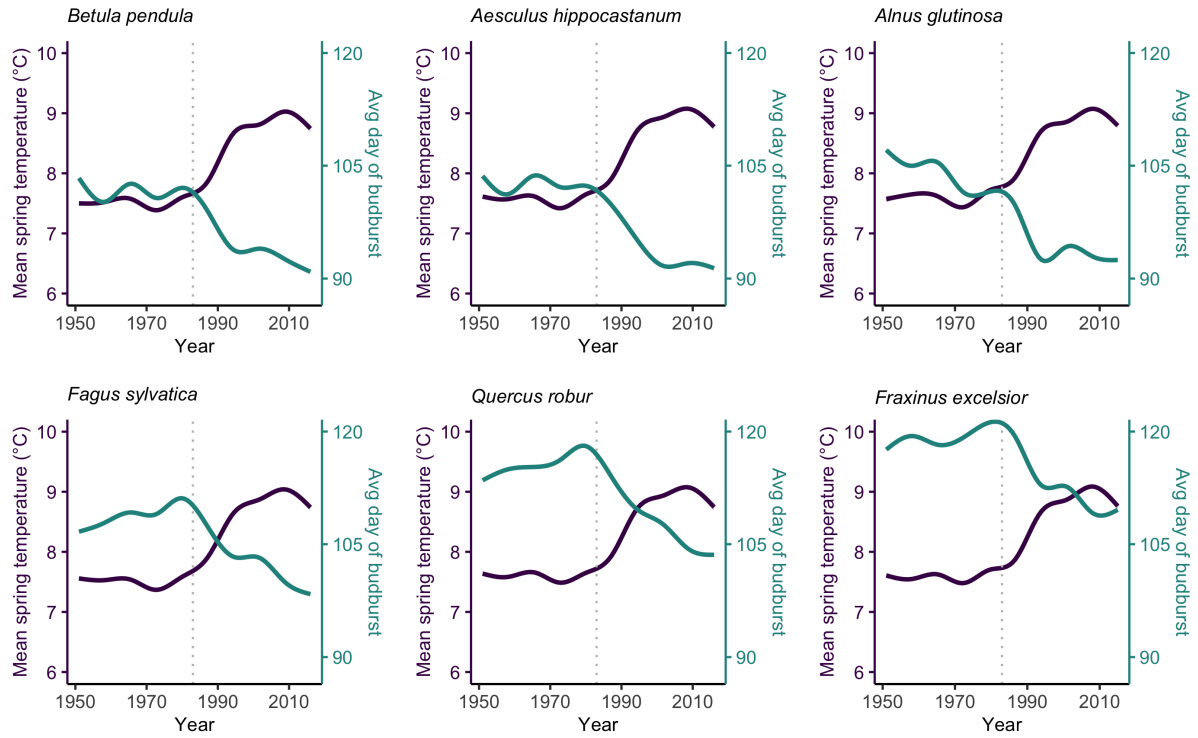 Betula pendula
Mean spring temperature (°C)
10
9
8
7
6
120
105
90
Avg day of budburst
1950 1970 1990 2010
Year
Aesculus hippocastanum
Mean spring temperature (°C)
10
9
8
7
6
120
105
90
Avg day of budburst
1950 1970 1990 2010
Year
Alnus glutinosa
Mean spring temperature (°C)
10
9
8
7
6
120
105
90
Avg day of budburst
1950 1970 1990 2010
Year
Fagus sylvatica
Mean spring temperature (°C)
10
9
8
7
6
120
105
90
Avg day of budburst
1950 1970 1990 2010
Year
Quercus robur
Mean spring temperature (°C)
10
9
8
7
6
120
105
90
Avg day of budburst
1950 1970 1990 2010
Year
Fraxinus excelsior
Mean spring temperature (°C)
10
9
8
7
6
120
105
90
Avg day of budburst
1950 1970 1990 2010
Year